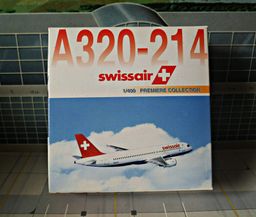 A320-214
swissair
1/400 PREMIERE COLLECTION
swissair